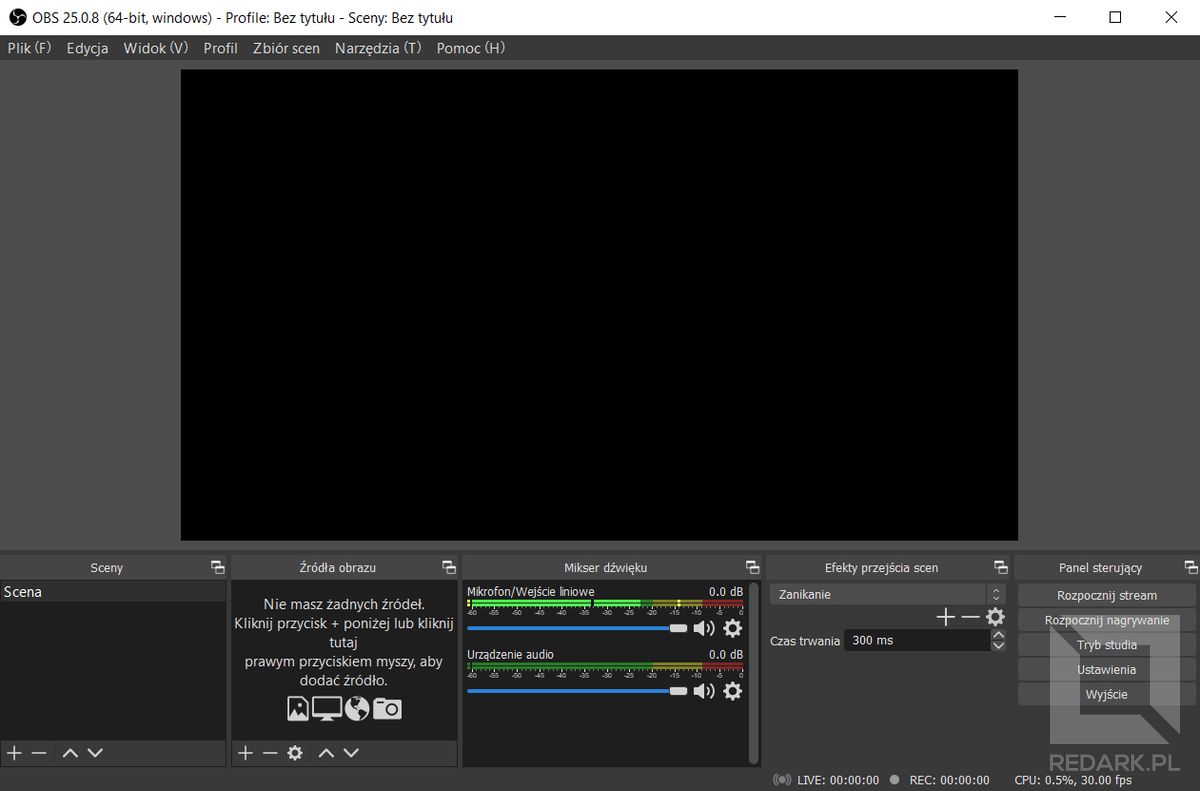 OBS 25.0.8 (64-bit, windows) - Profile: Bez tytułu - Sceny: Bez tytułu
Plik (F) Edycja Widok (V) Profil Zbiór scen Narzędzia (T) Pomoc (H)
Sceny
Scena
Źródła obrazu
Nie masz żadnych źródeł.
Kliknij przycisk + poniżej lub kliknij
tutaj
prawym przyciskiem myszy, aby
dodać źródło.
Mikser dźwięku
Mikrofon/Wejście liniowe 0.0 dB
-60 -55 -50 -45 -40 -35 -30 -25 -20 -15 -10 -5 0
Urządzenie audio 0.0 dB
-60 -55 -50 -45 -40 -35 -30 -25 -20 -15 -10 -5 0
Efekty przejścia scen
Zanikanie
Czas trwania 300 ms
Panel sterujący
Rozpocznij stream
Rozpocznij nagrywanie
Tryb studia
Ustawienia
Wyjście
REDARK.PL
LIVE: 00:00:00 REC: 00:00:00 CPU: 0.5%, 30.00 fps